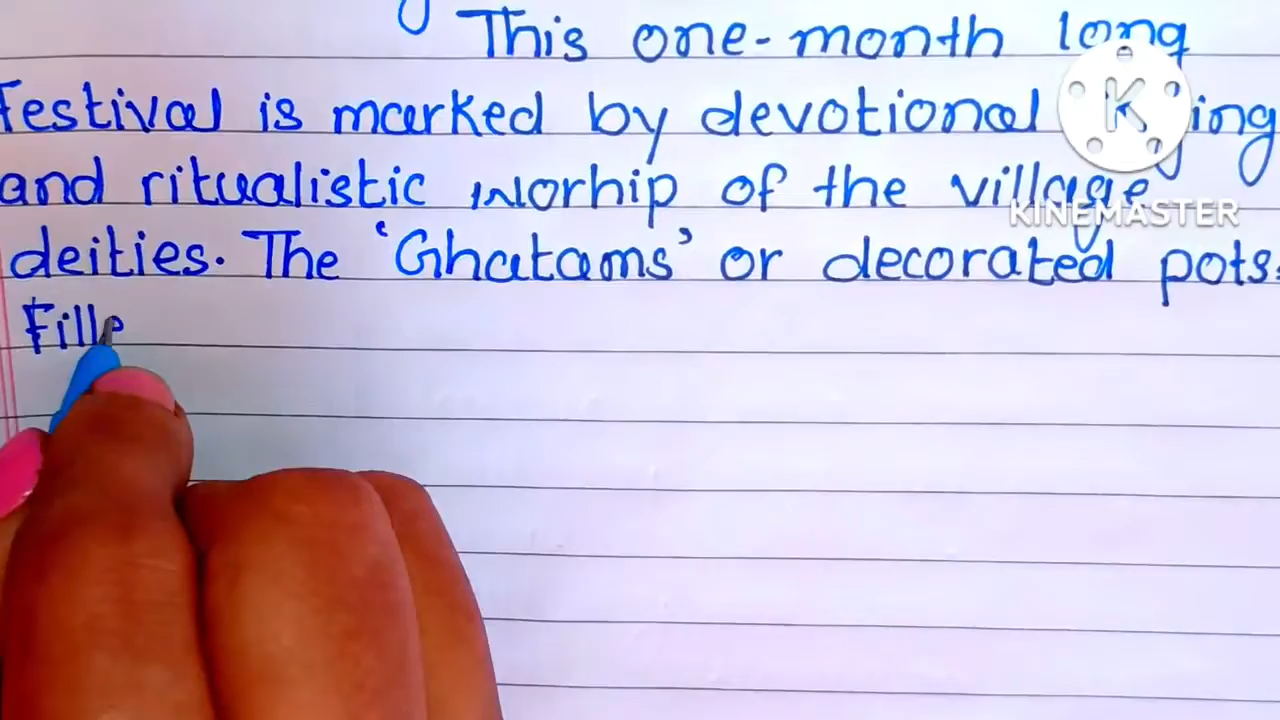 This one-month long
Festival is marked by devotional
and ritualistic worhip of the village
KINEMASTER
deities. The 'Ghatams' or decorated pots
Fille